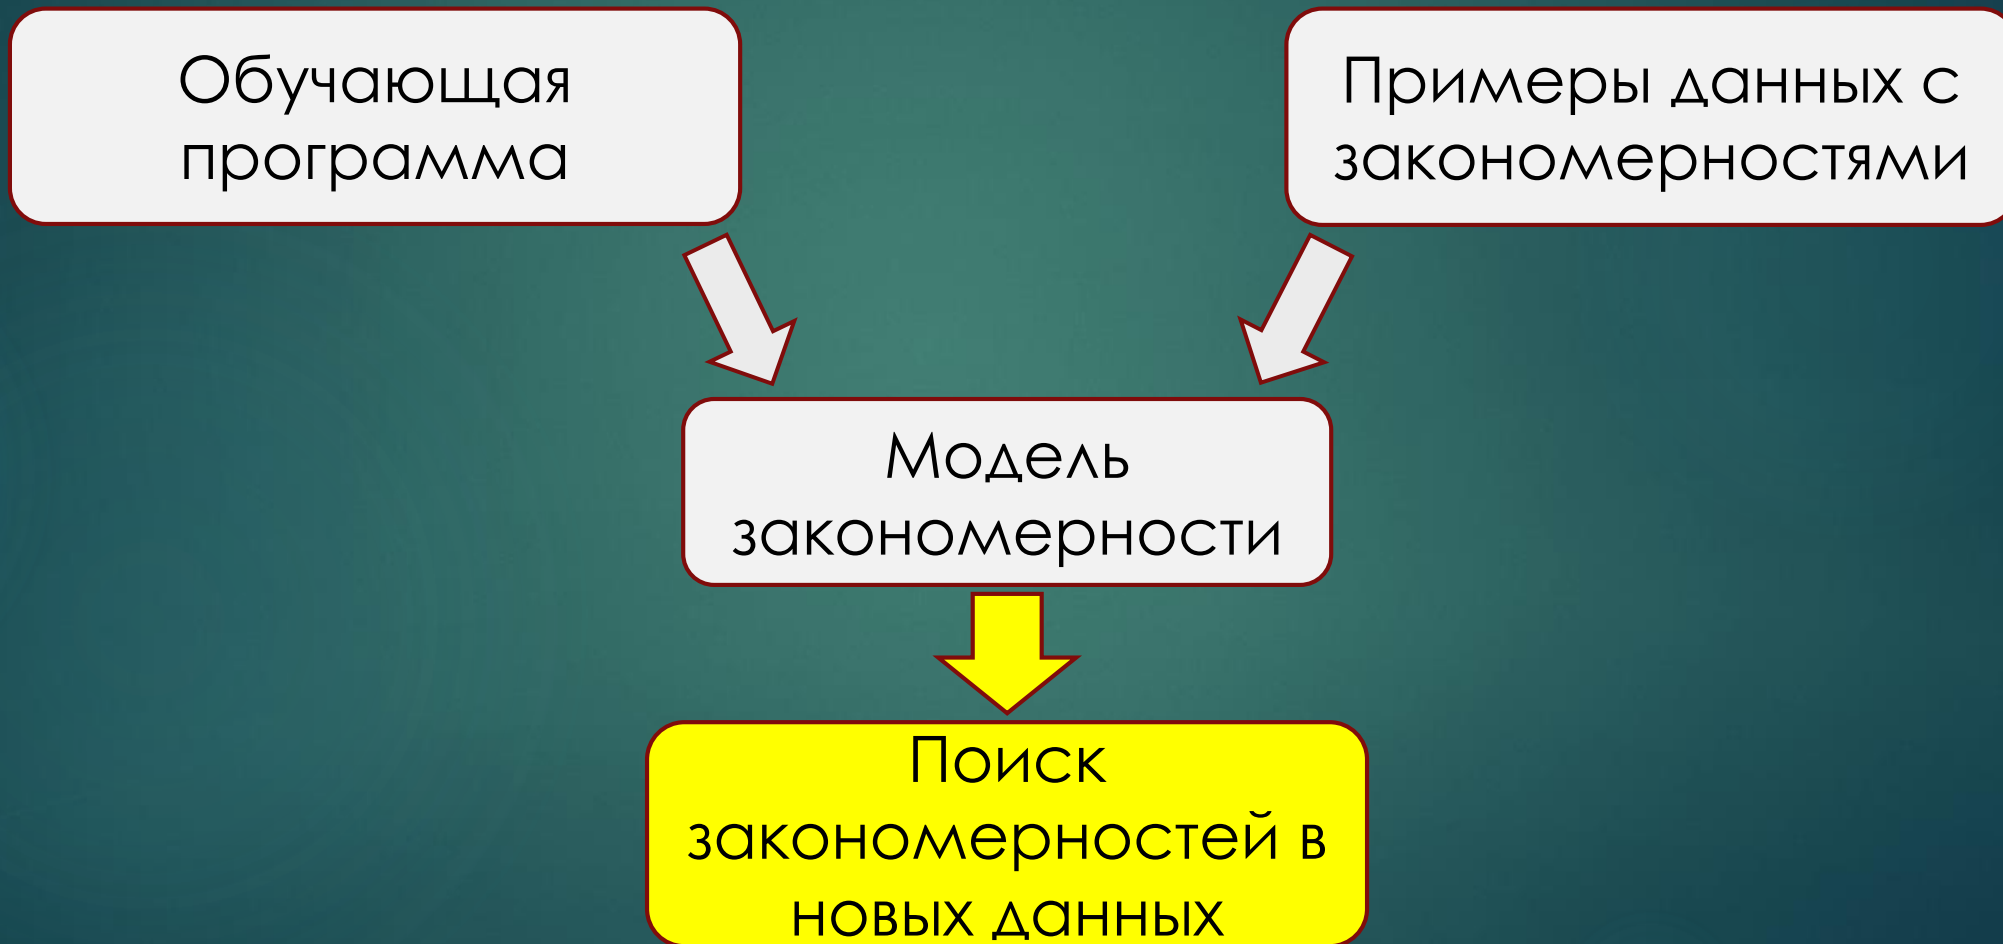 Обучающая
программа
Примеры данных с
закономерностями
Модель
закономерности
Поиск
закономерностей в
новых данных